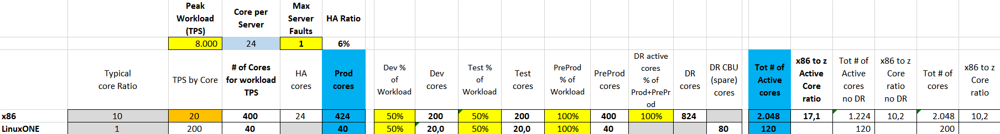 Peak Workload (TPS) Core per Server Max Server Faults HA Ratio
8.000 24 1 6%
Typical core Ratio TPS by Core # of Cores for workload TPS HA cores Prod cores Dev % of Workload Dev cores Test % of Workload Test cores PreProd % of Workload PreProd cores DR active cores % of Prod+PreProd DR cores DR CBU (spare) cores Tot # of Active cores x86 to z Active Core ratio Tot # of Active cores no DR x86 to z Core ratio no DR Tot # of cores x86 to z Core ratio
x86 10 20 400 24 424 50% 200 50% 200 100% 400 100% 824 2.048 17,1 1.224 10,2 2.048 10,2
LinuxONE 1 200 40 40 50% 20,0 50% 20,0 100% 40 80 120 120 200